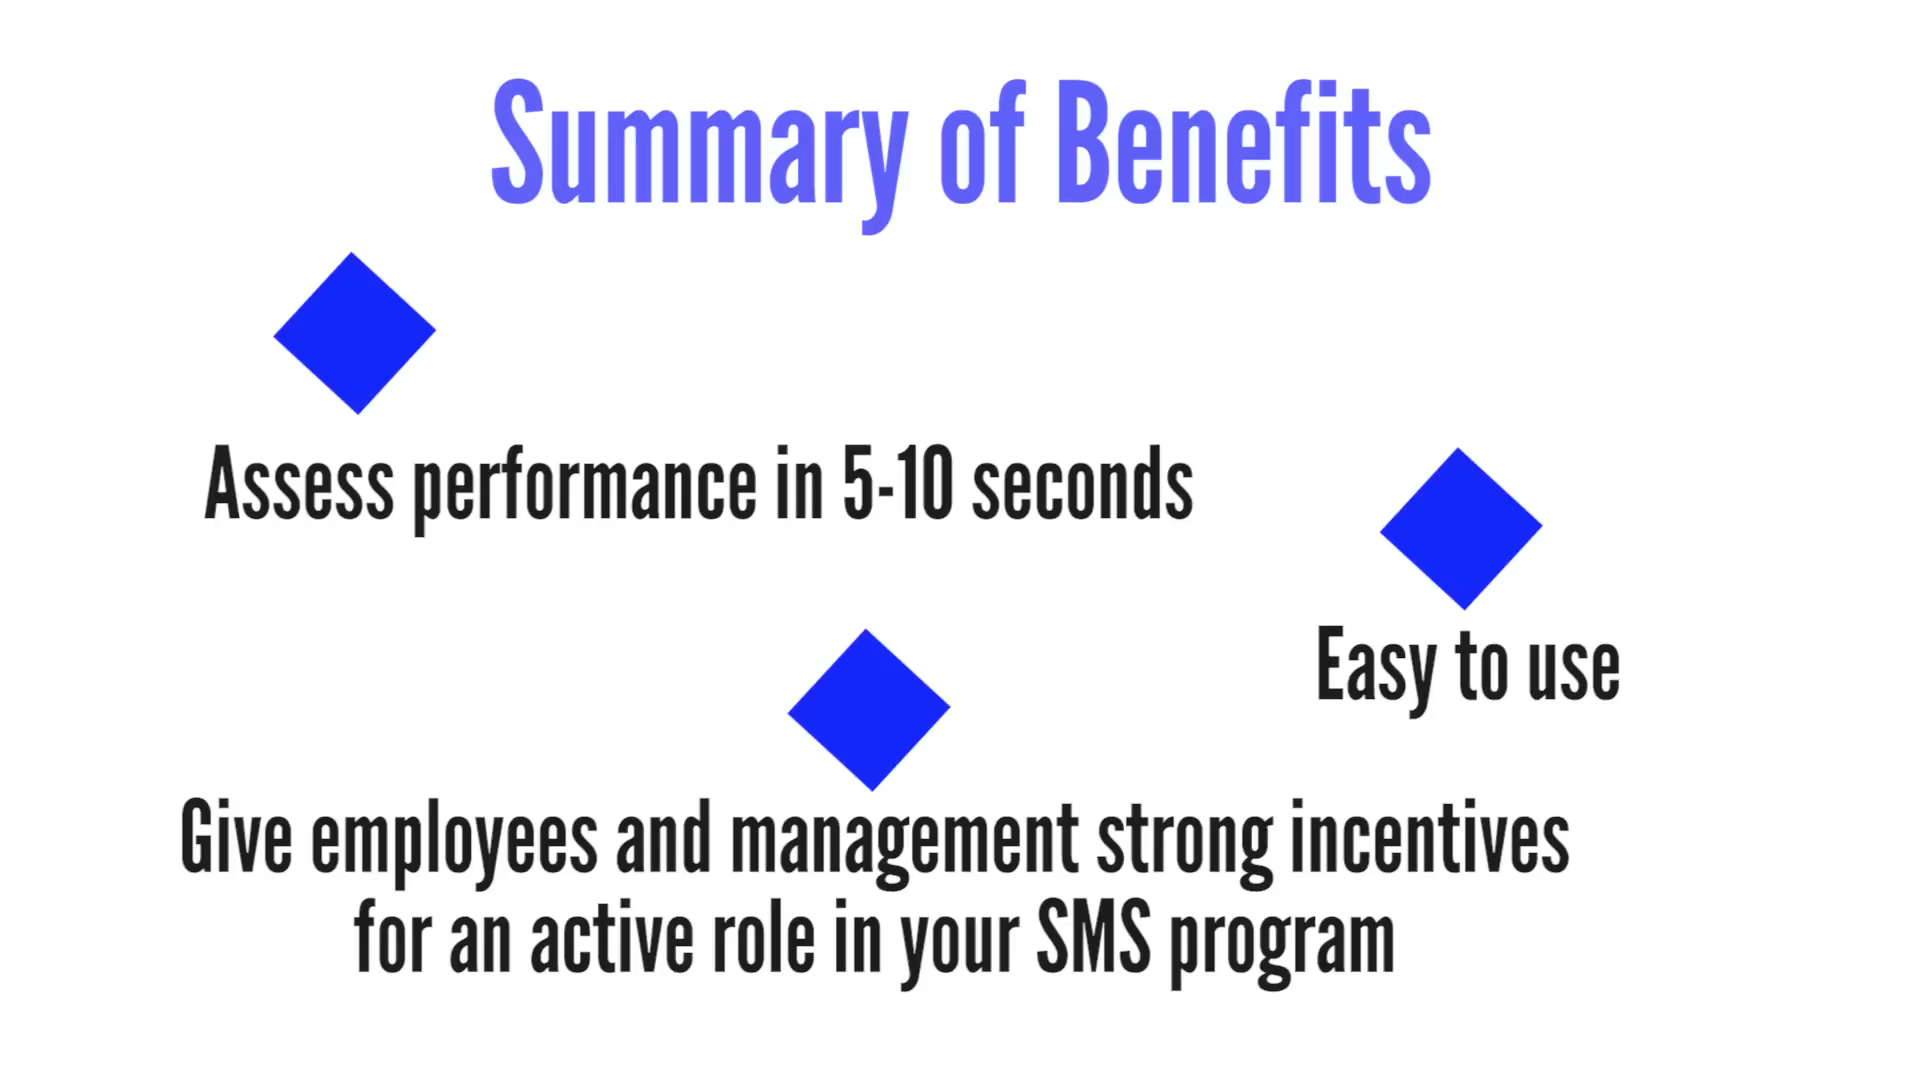 Summary of Benefits
Assess performance in 5-10 seconds
Easy to use
Give employees and management strong incentives
for an active role in your SMS program